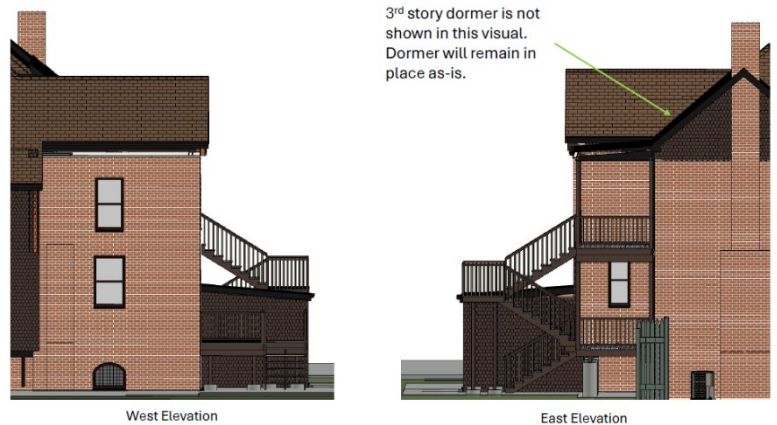 3rd story dormer is not
shown in this visual.
Dormer will remain in
place as-is.
West Elevation
East Elevation